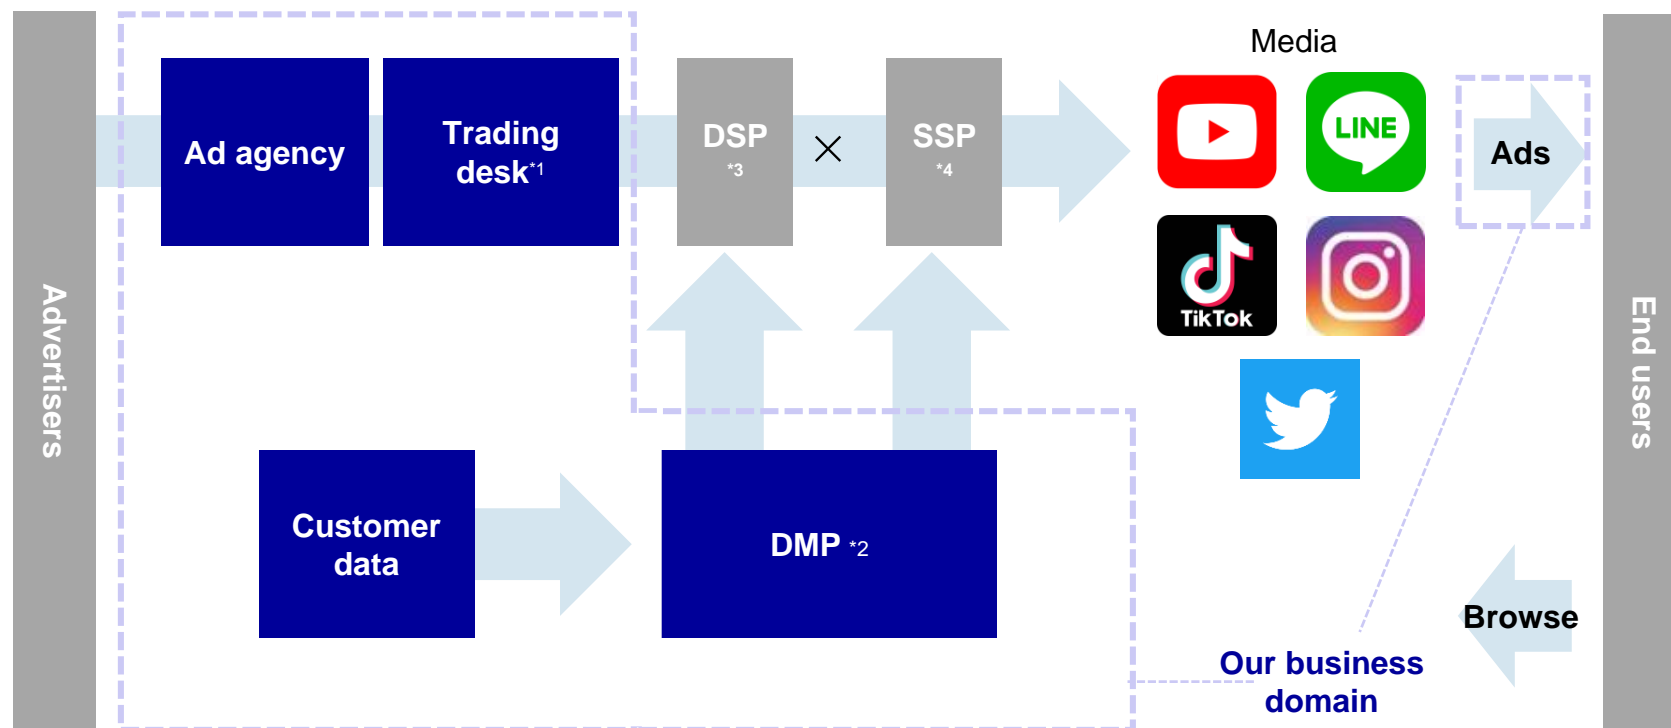 Advertisers
Ad agency
Trading
desk*1
DSP
*3
×
SSP
*4
Media
LINE
TikTok
Ads
End users
Customer
data
DMP *2
Browse
Our business
domain